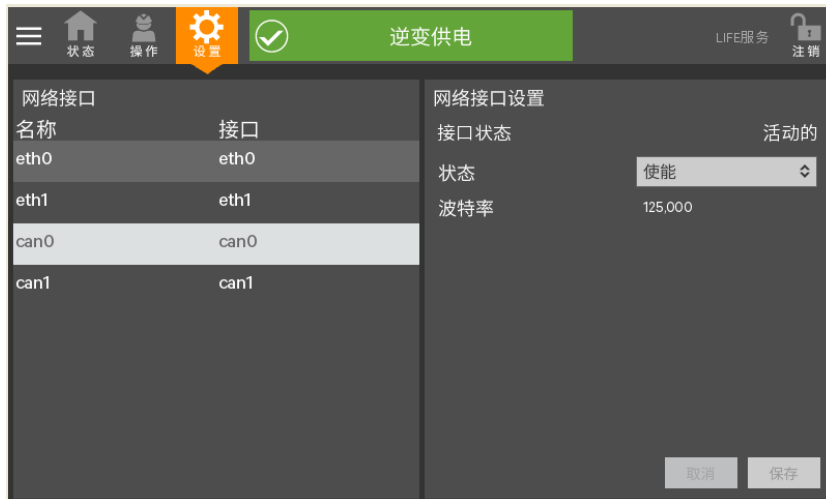 状态 操作 设置 逆变供电 LIFE服务 注销
网络接口
名称 接口
eth0 eth0
eth1 eth1
can0 can0
can1 can1
网络接口设置
接口状态 活动的
状态 使能
波特率 125,000
取消 保存